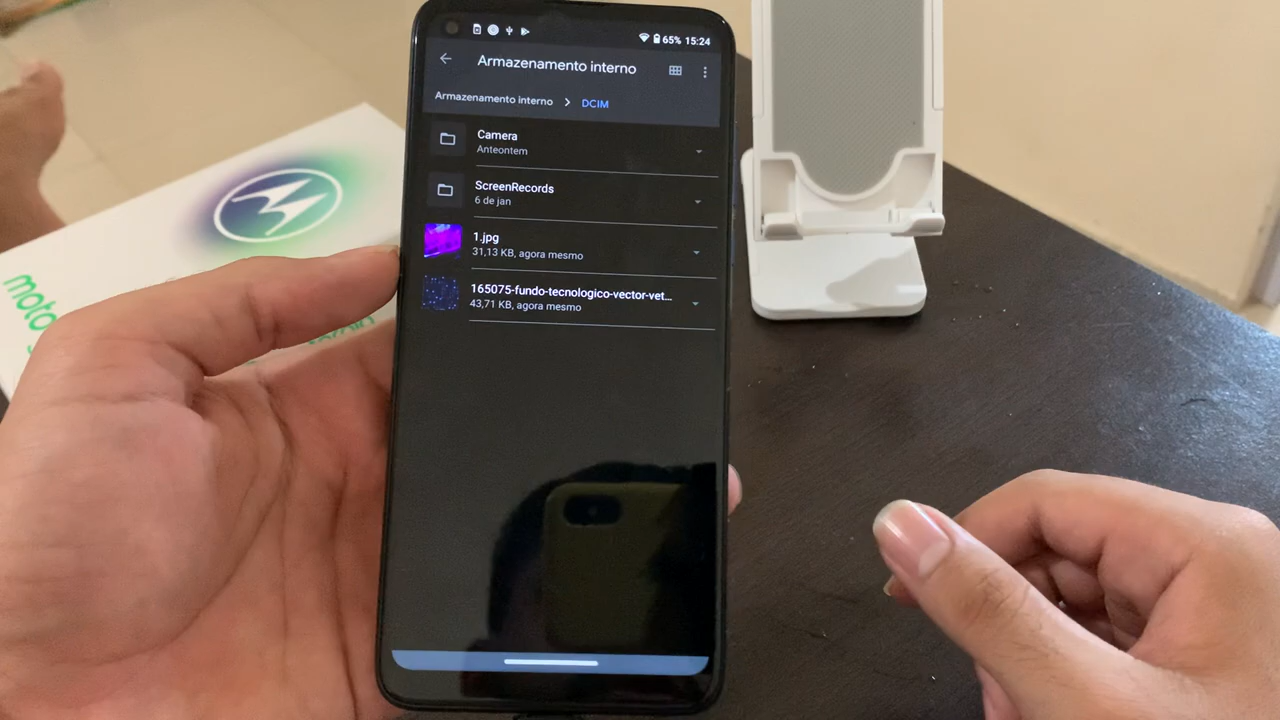 65% 15:24
Armazenamento interno
Armazenamento interno > DCIM
Camera
Anteontem
ScreenRecords
6 de jan
1.jpg
31,13 KB, agora mesmo
165075-fundo-tecnologico-vector-vet...
43,71 KB, agora mesmo
moto